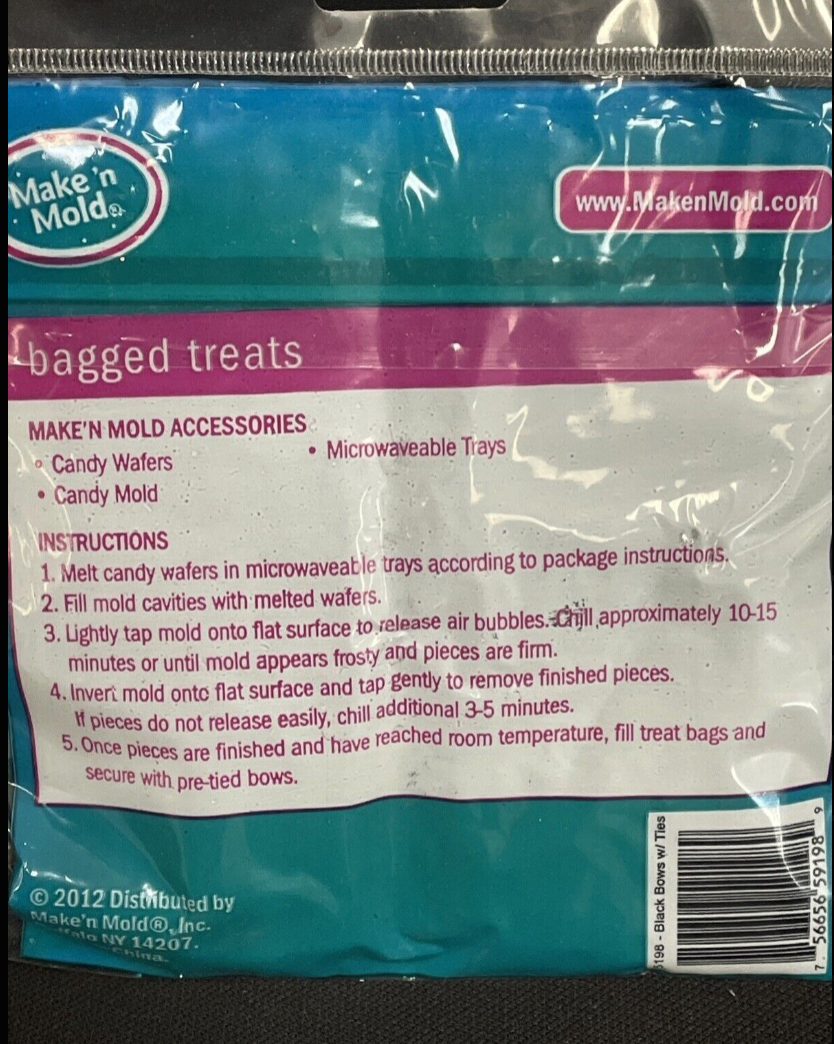 Make 'n
Mold®
www.MakenMold.com
bagged treats
MAKE'N MOLD ACCESSORIES
• Candy Wafers
• Candy Mold
• Microwaveable Trays
INSTRUCTIONS
1. Melt candy wafers in microwaveable trays according to package instructions.
2. Fill mold cavities with melted wafers.
3. Lightly tap mold onto flat surface to release air bubbles. Chill approximately 10-15
minutes or until mold appears frosty and pieces are firm.
4. Invert mold onto flat surface and tap gently to remove finished pieces.
If pieces do not release easily, chill additional 3-5 minutes.
5. Once pieces are finished and have reached room temperature, fill treat bags and
secure with pre-tied bows.
© 2012 Distributed by
Make'n Mold®, Inc.
NY 14207.
China.
198 - Black Bows w/ Ties
7 56656 59198 9